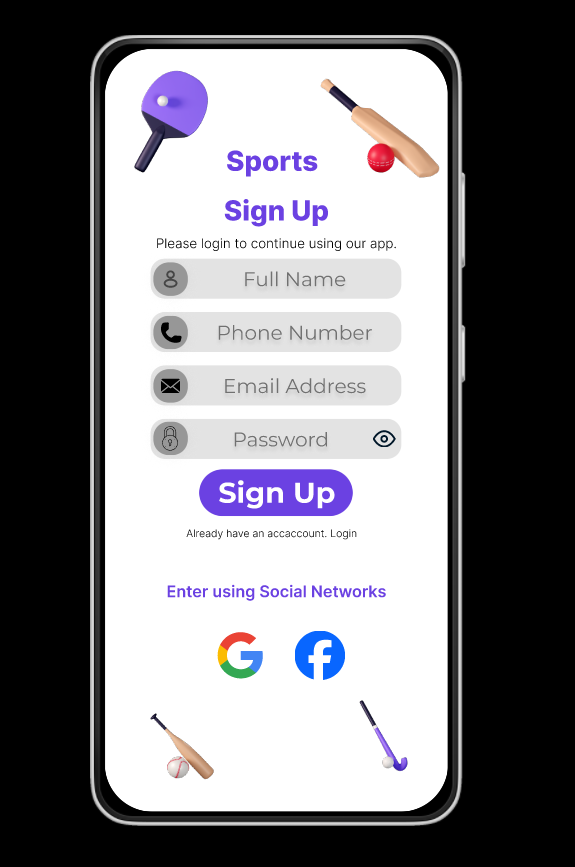 Sports
Sign Up
Please login to continue using our app.
Full Name
Phone Number
Email Address
Password
Sign Up
Already have an accaccount. Login
Enter using Social Networks